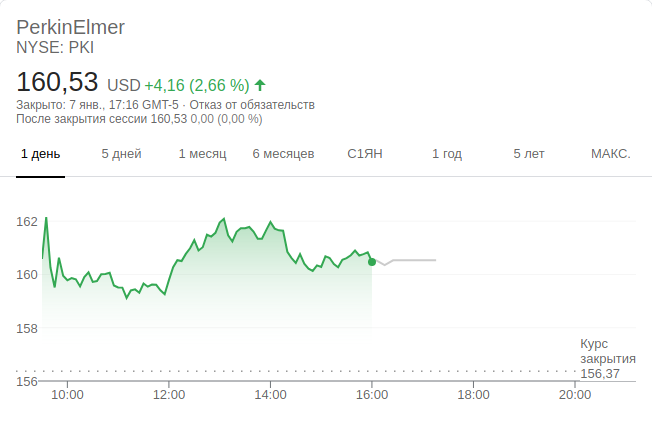 PerkinElmer
NYSE: PKI
160,53 USD +4,16 (2,66 %)
Закрыто: 7 янв., 17:16 GMT-5 · Отказ от обязательств
После закрытия сессии 160,53 0,00 (0,00 %)
1 день 5 дней 1 месяц 6 месяцев С1ЯН 1 год 5 лет МАКС.
162
160
158
Курс
закрытия
156,37
156
10:00 12:00 14:00 16:00 18:00 20:00